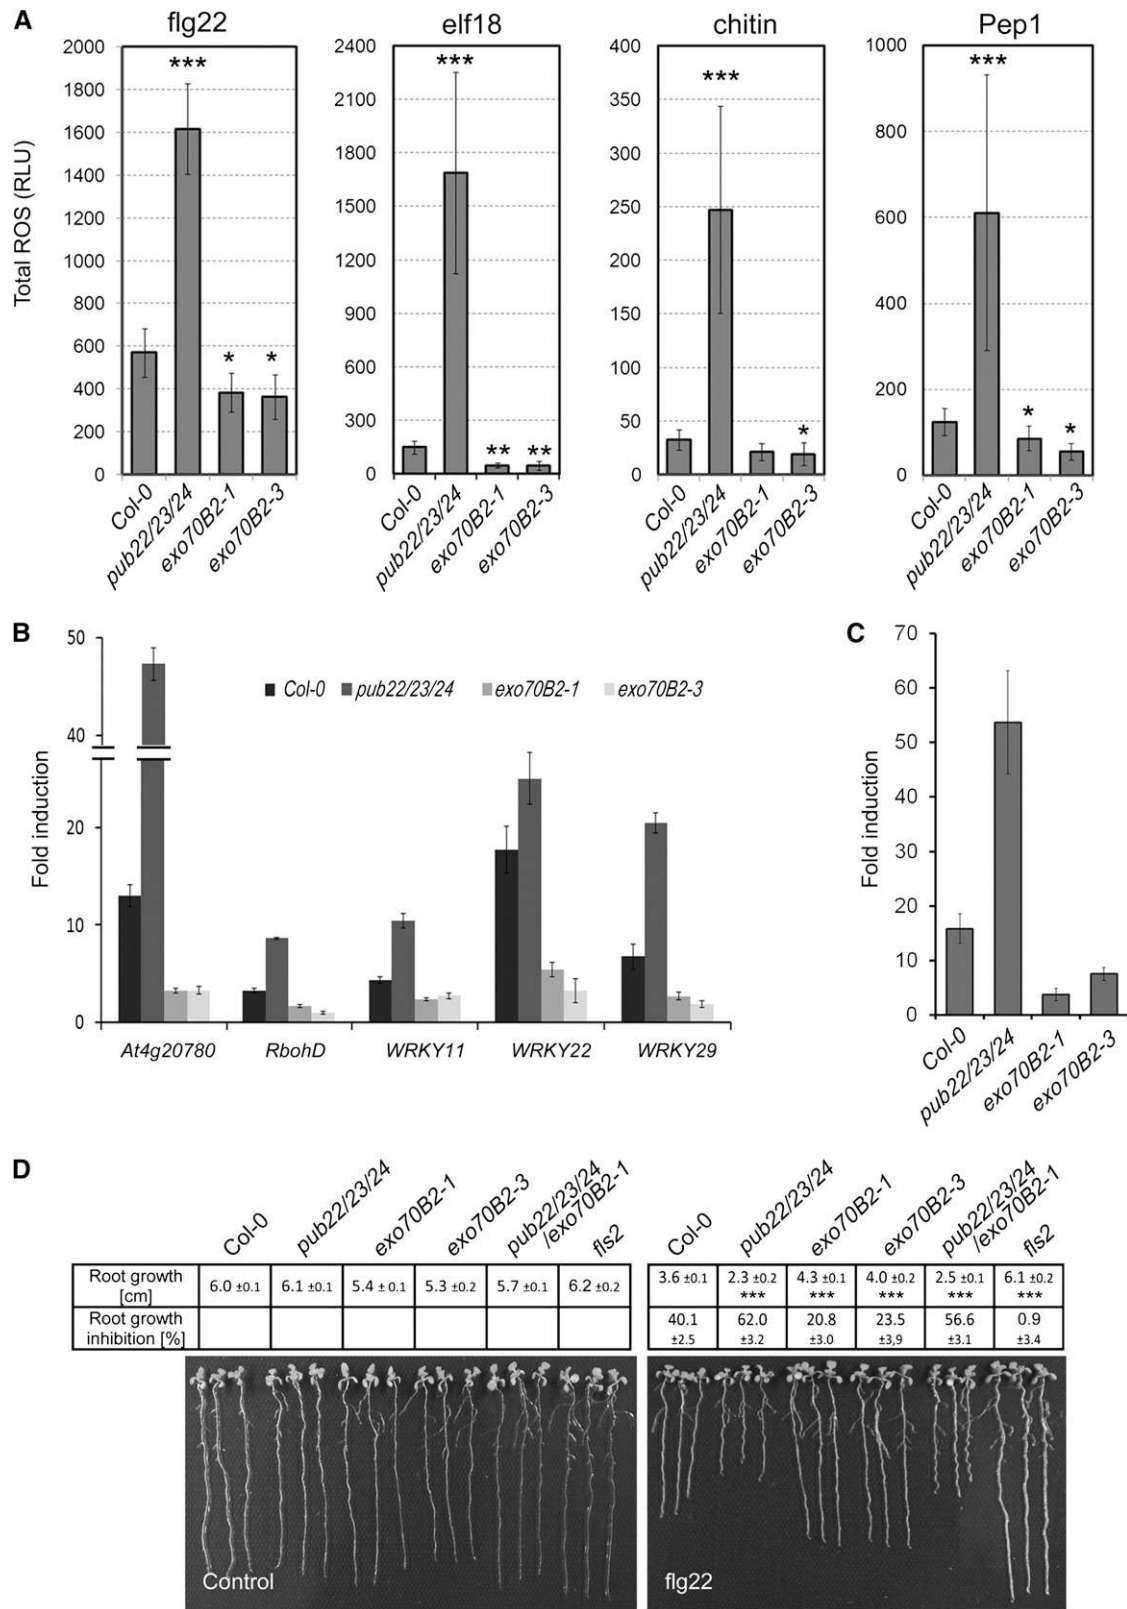 A
flg22
elf18
chitin
Pep1
Total ROS (RLU)
2000
1800
1600
1400
1200
1000
800
600
400
200
0
***
*
*
Col-0
pub22/23/24
exo70B2-1
exo70B2-3
2400
2100
1800
1500
1200
900
600
300
0
***
**
**
Col-0
pub22/23/24
exo70B2-1
exo70B2-3
400
350
300
250
200
150
100
50
0
***
*
Col-0
pub22/23/24
exo70B2-1
exo70B2-3
1000
800
600
400
200
0
***
*
*
Col-0
pub22/23/24
exo70B2-1
exo70B2-3
B
Fold induction
50
40
20
10
0
Col-0 pub22/23/24 exo70B2-1 exo70B2-3
At4g20780 RbohD WRKY11 WRKY22 WRKY29
C
Fold induction
70
60
50
40
30
20
10
0
Col-0
pub22/23/24
exo70B2-1
exo70B2-3
D
Col-0
pub22/23/24
exo70B2-1
exo70B2-3
pub22/23/24
/exo70B2-1
fls2
Root growth
[cm]
6.0 ±0.1 6.1 ±0.1 5.4 ± 0.1 5.3 ±0.2 5.7 ±0.1 6.2 ±0.2
Root growth
inhibition [%]
Control
Col-0
pub22/23/24
exo70B2-1
exo70B2-3
pub22/23/24
/exo70B2-1
fls2
3.6 ±0.1 2.3 ±0.2 4.3 ±0.1 4.0 ±0.2 2.5 ±0.1 6.1 ±0.2
*** *** *** *** ***
40.1 62.0 20.8 23.5 56.6 0.9
±2.5 ±3.2 ±3.0 ±3,9 ±3.1 ±3.4
flg22